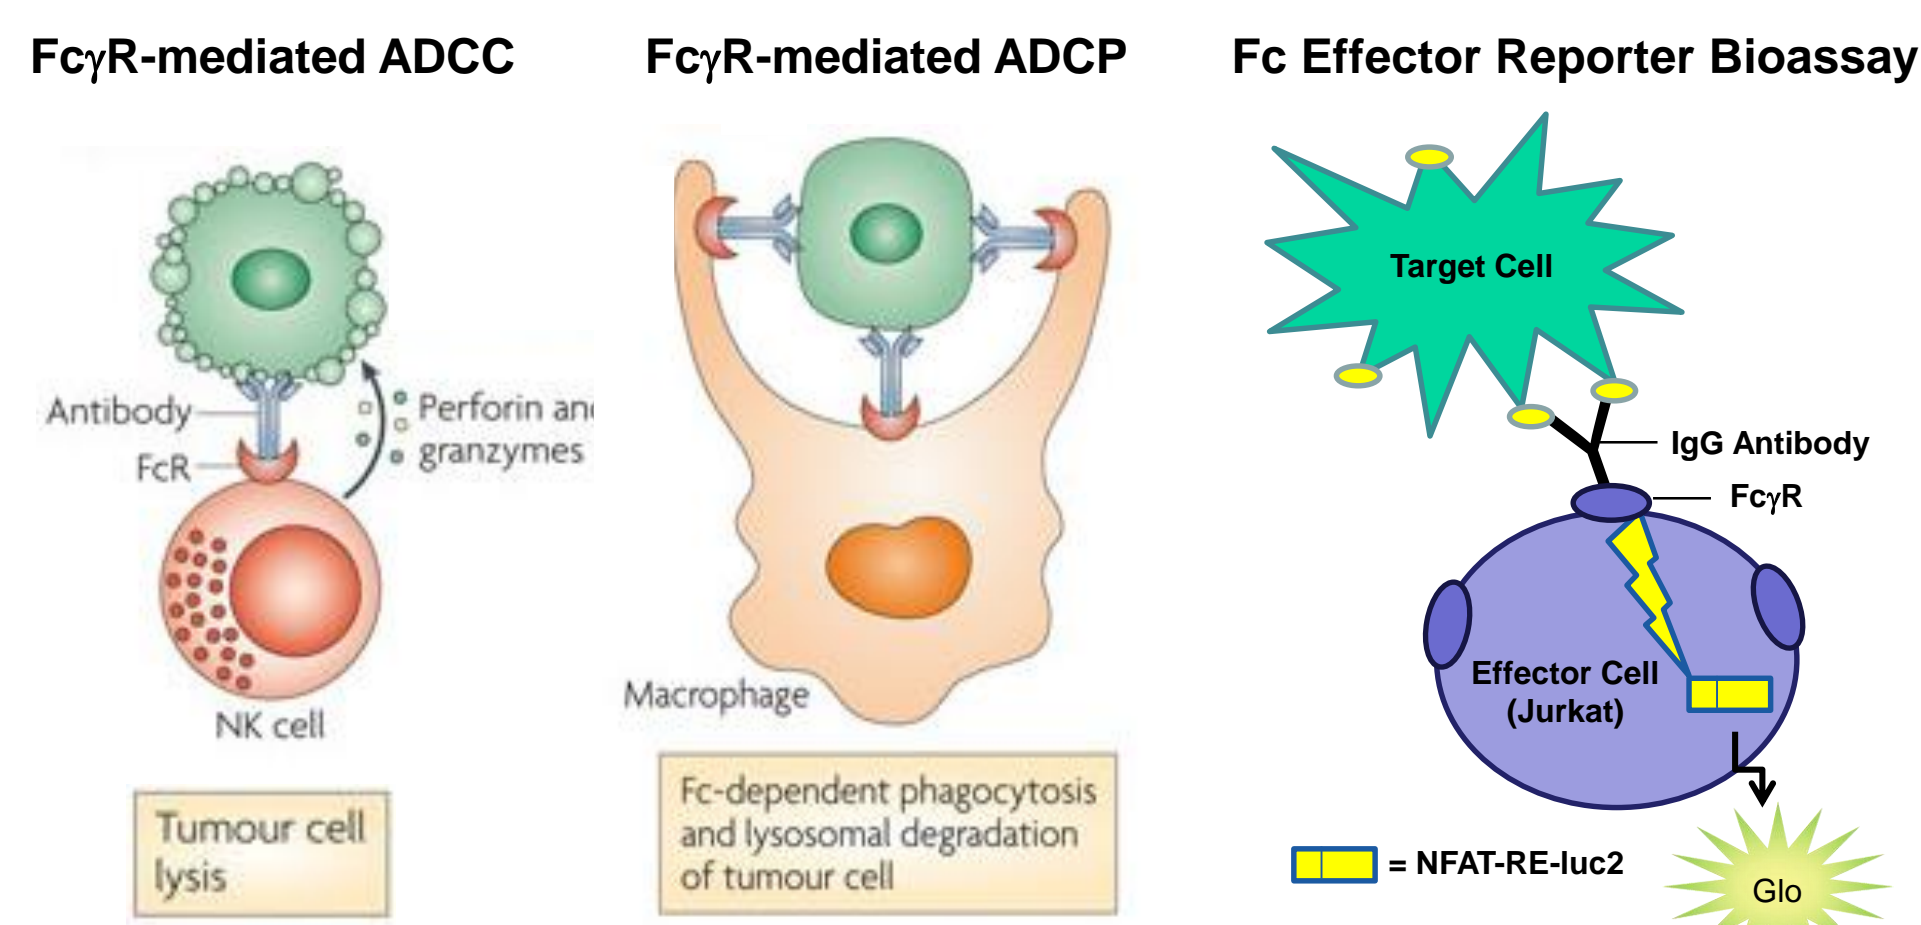 FcγR-mediated ADCC
Antibody
FcR
Perforin an
granzymes
NK cell
Tumour cell
lysis
FcγR-mediated ADCP
Macrophage
Fc-dependent phagocytosis
and lysosomal degradation
of tumour cell
Fc Effector Reporter Bioassay
Target Cell
IgG Antibody
FcγR
Effector Cell
(Jurkat)
= NFAT-RE-luc2
Glo